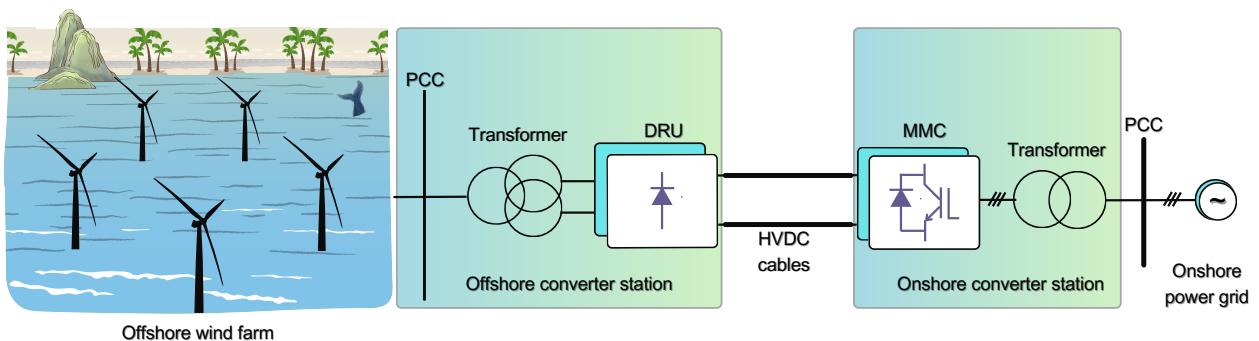 PCC
Transformer
DRU
Offshore converter station
Offshore wind farm
HVDC
cables
MMC
Transformer
Onshore converter station
PCC
~
Onshore
power grid